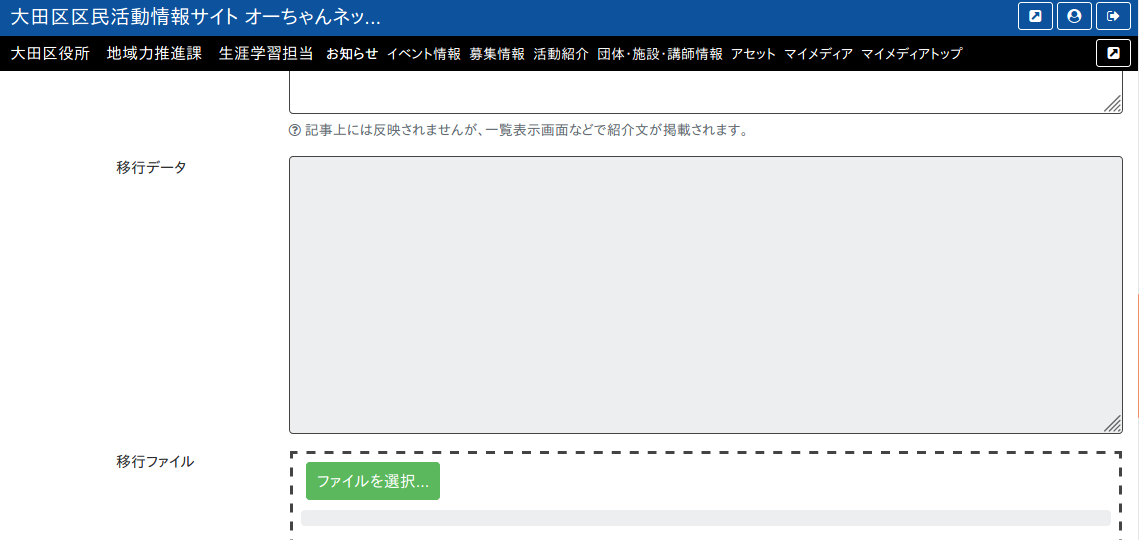 大田区区民活動情報サイト オーちゃんネッ...
大田区役所 地域力推進課 生涯学習担当 お知らせ イベント情報 募集情報 活動紹介 団体・施設・講師情報 アセット マイメディア マイメディアトップ
記事上には反映されませんが、一覧表示画面などで紹介文が掲載されます。
移行データ
移行ファイル
ファイルを選択...